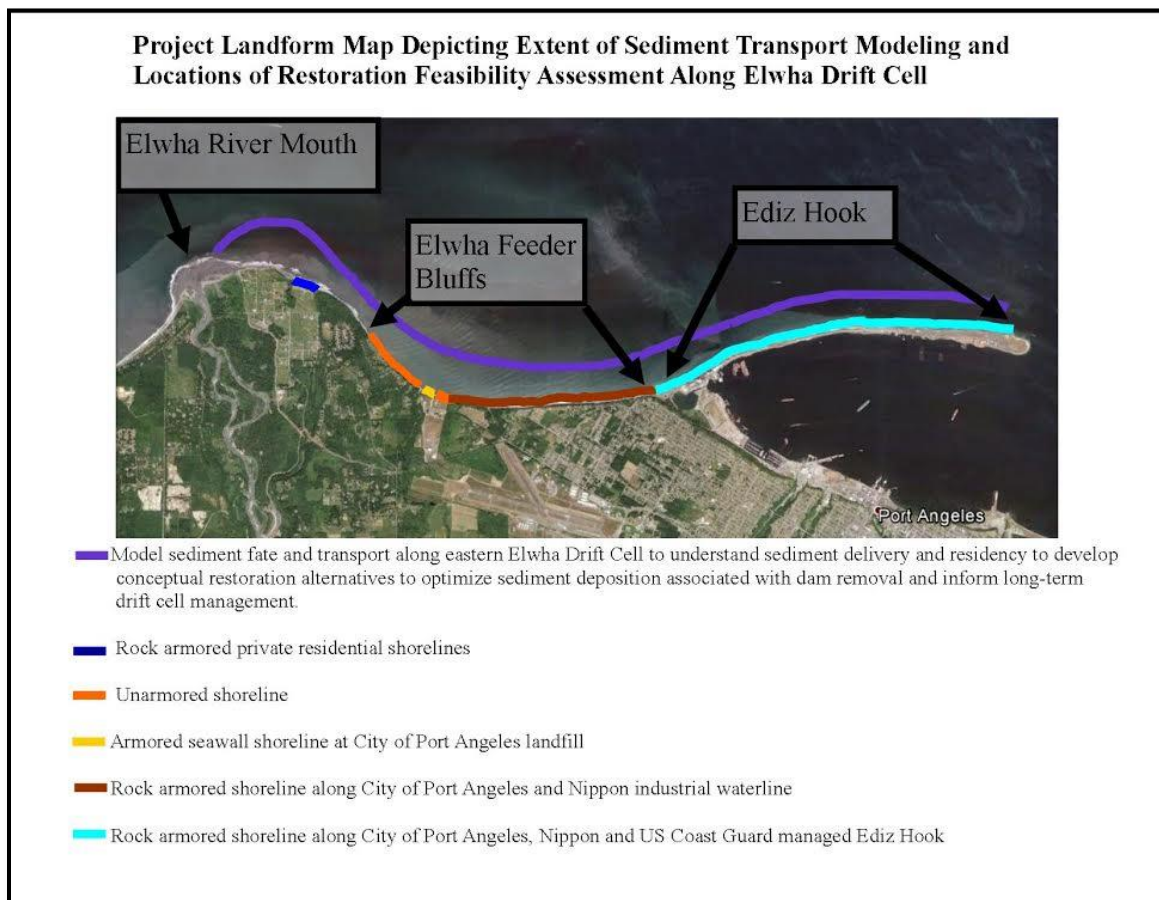 Project Landform Map Depicting Extent of Sediment Transport Modeling and
Locations of Restoration Feasibility Assessment Along Elwha Drift Cell
Elwha River Mouth
Ediz Hook
Elwha Feeder
Bluffs
Port Angeles
Model sediment fate and transport along eastern Elwha Drift Cell to understand sediment delivery and residency to develop
conceptual restoration alternatives to optimize sediment deposition associated with dam removal and inform long-term
drift cell management.
Rock armored private residential shorelines
Unarmored shoreline
Armored seawall shoreline at City of Port Angeles landfill
Rock armored shoreline along City of Port Angeles and Nippon industrial waterline
Rock armored shoreline along City of Port Angeles, Nippon and US Coast Guard managed Ediz Hook